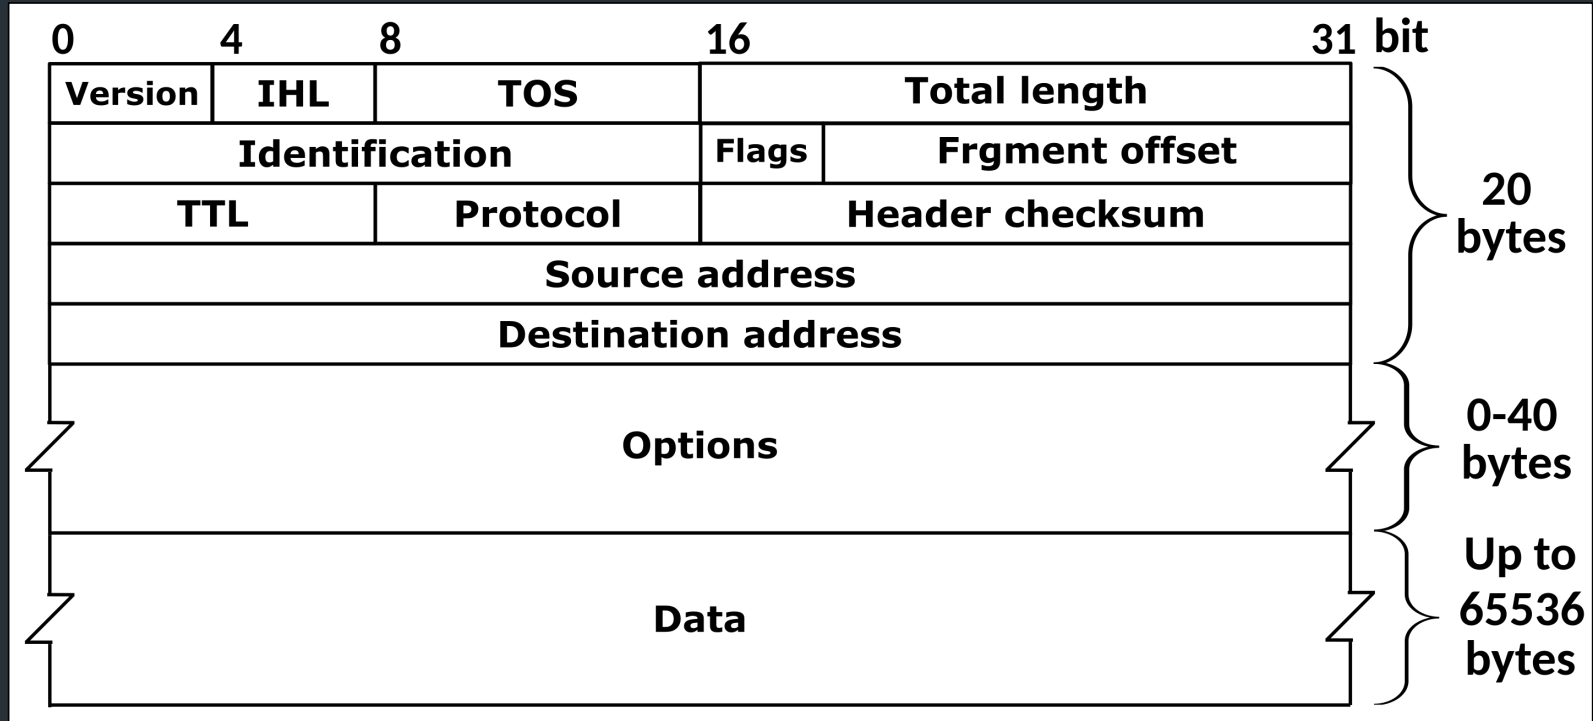 0 4 8 16 31 bit
Version IHL TOS Total length
Identification Flags Frgment offset
TTL Protocol Header checksum
Source address
Destination address
20
bytes
Options
0-40
bytes
Data
Up to
65536
bytes